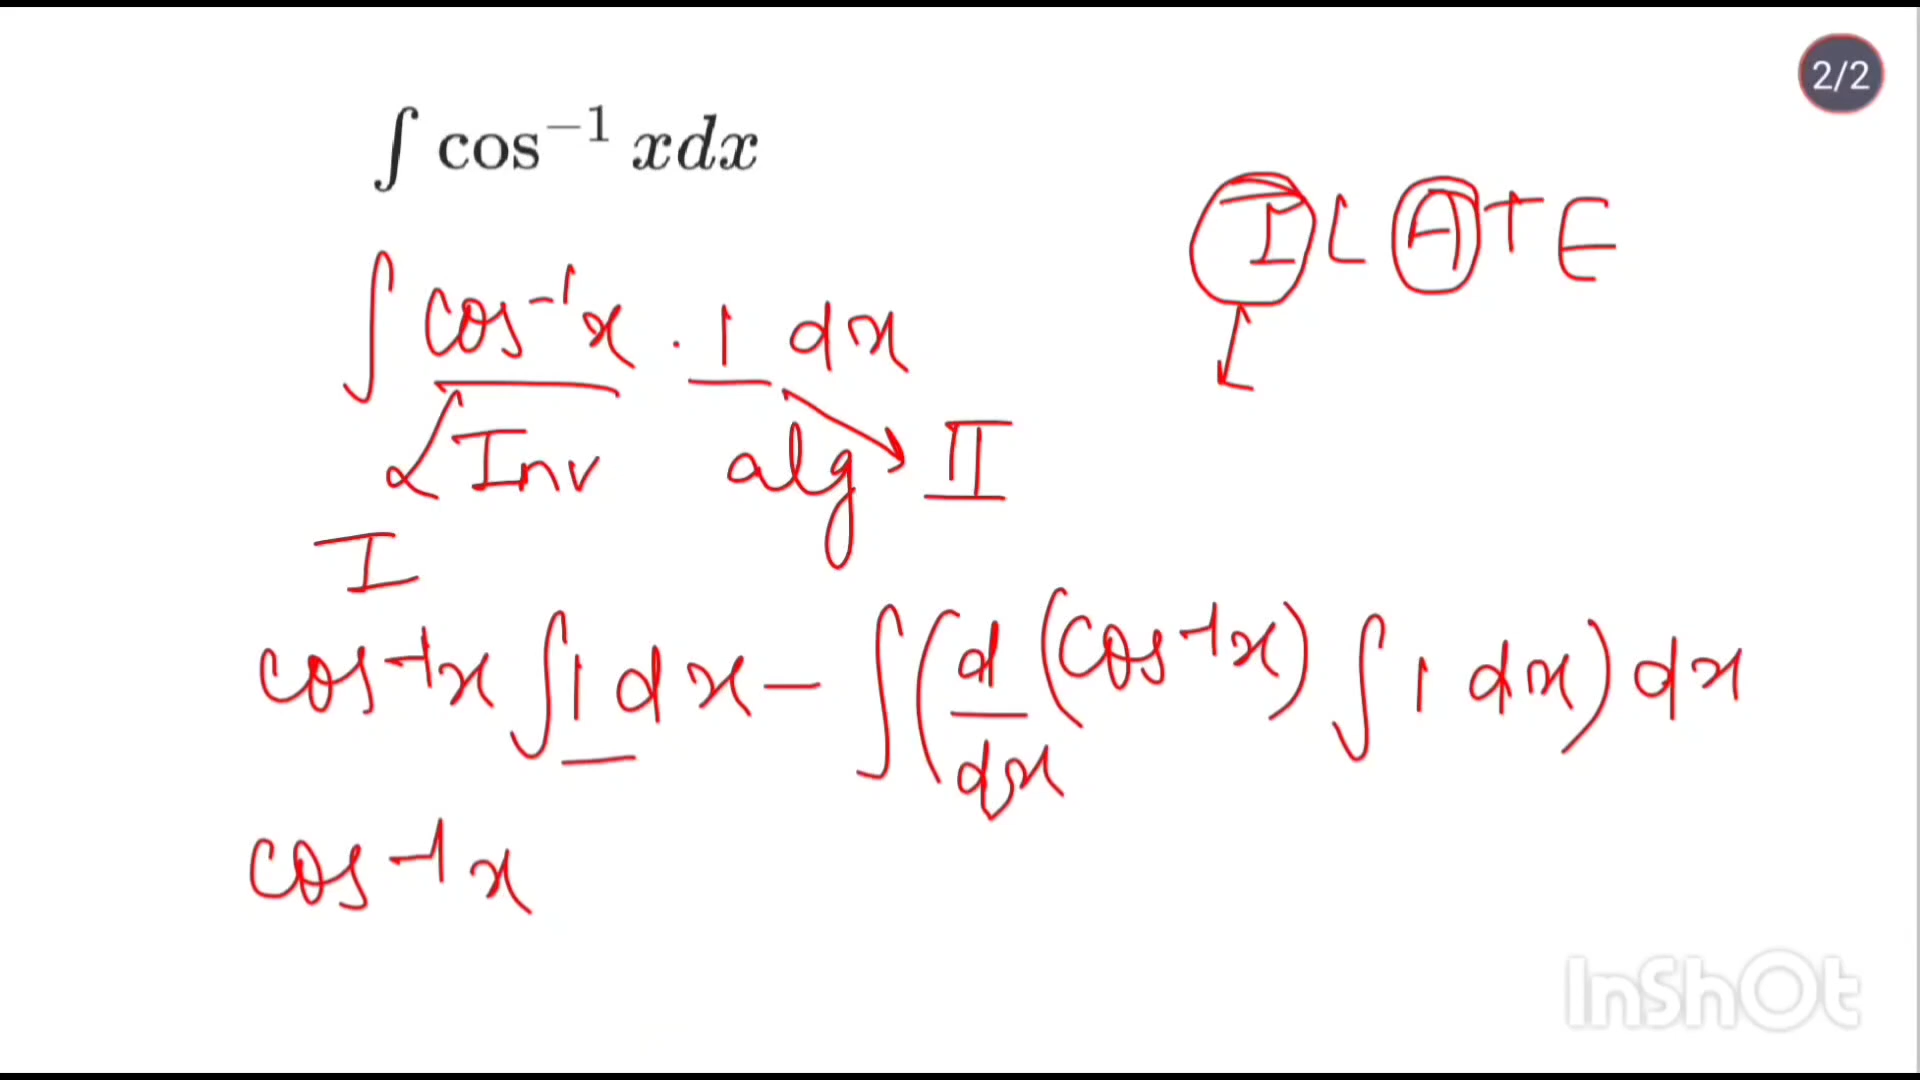 2/2
∫ cos⁻¹ xdx
I L A T E
∫ cos⁻¹x . 1 dx
Inv alg II
I
cos⁻¹x ∫1 dx − ∫(d/dx (cos⁻¹x) ∫ 1 dx) dx
cos⁻¹x
InShOt